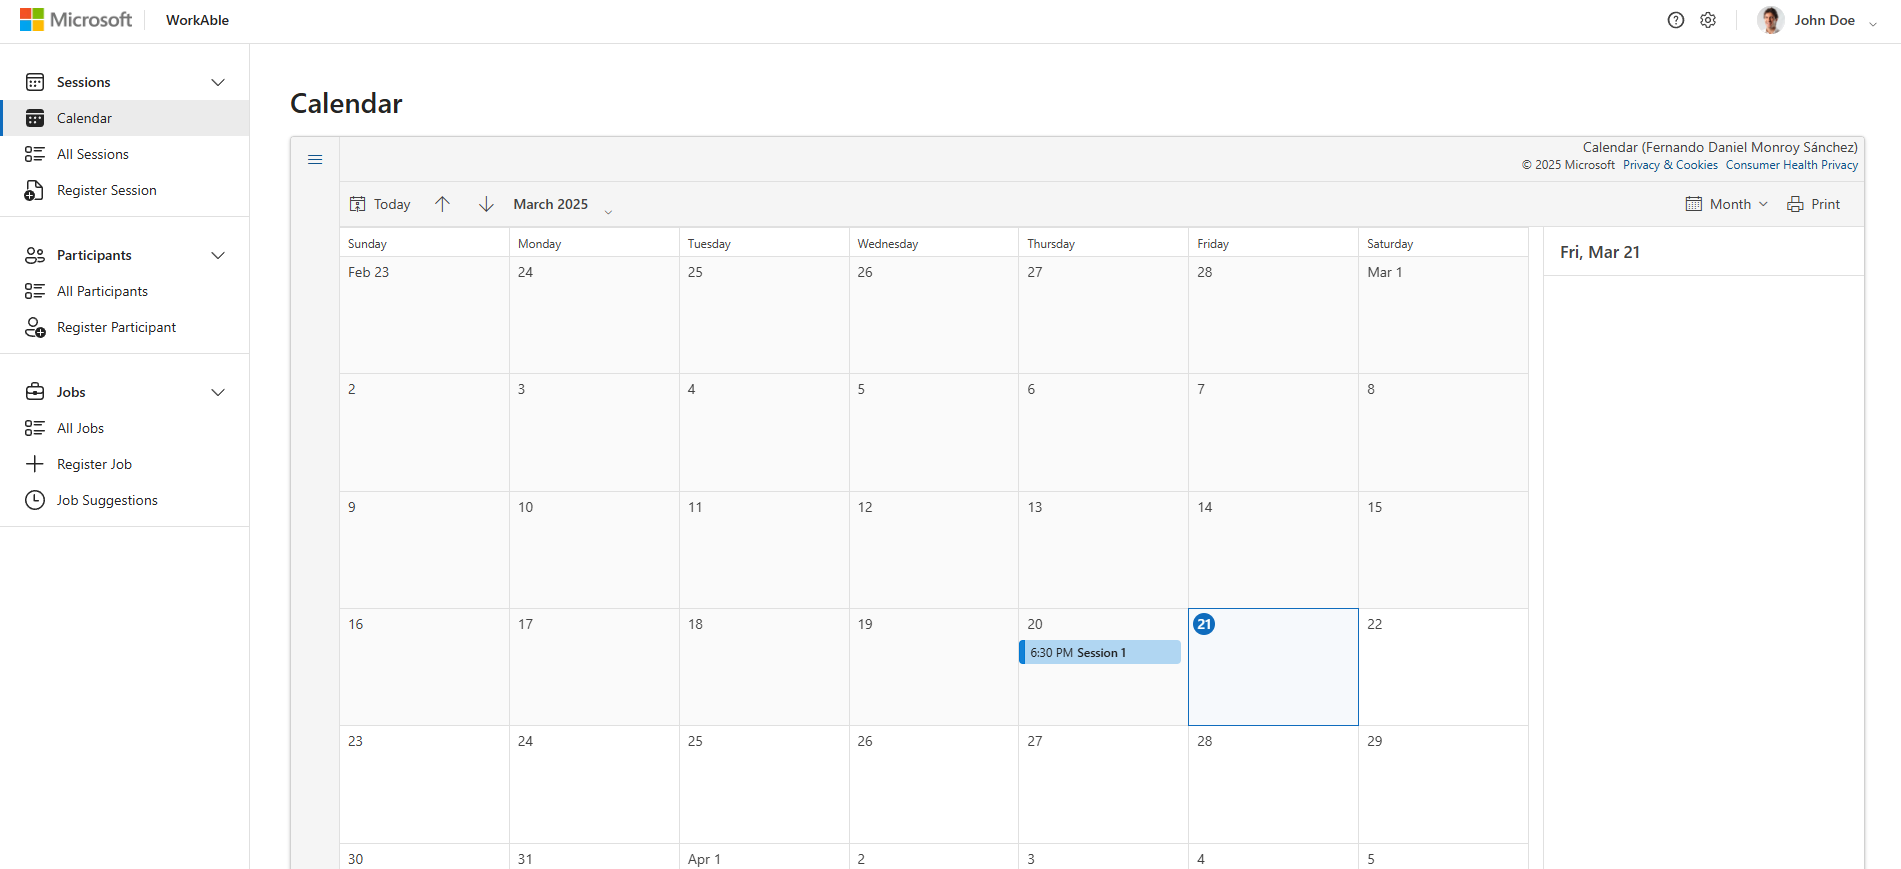 Microsoft WorkAble John Doe
Sessions
Calendar
All Sessions
Register Session
Participants
All Participants
Register Participant
Jobs
All Jobs
Register Job
Job Suggestions
Calendar
Calendar (Fernando Daniel Monroy Sánchez)
© 2025 Microsoft Privacy & Cookies Consumer Health Privacy
Today March 2025 Month Print
Sunday Monday Tuesday Wednesday Thursday Friday Saturday
Fri, Mar 21
Feb 23 24 25 26 27 28 Mar 1
2 3 4 5 6 7 8
9 10 11 12 13 14 15
16 17 18 19 20 21 22
6:30 PM Session 1
23 24 25 26 27 28 29
30 31 Apr 1 2 3 4 5